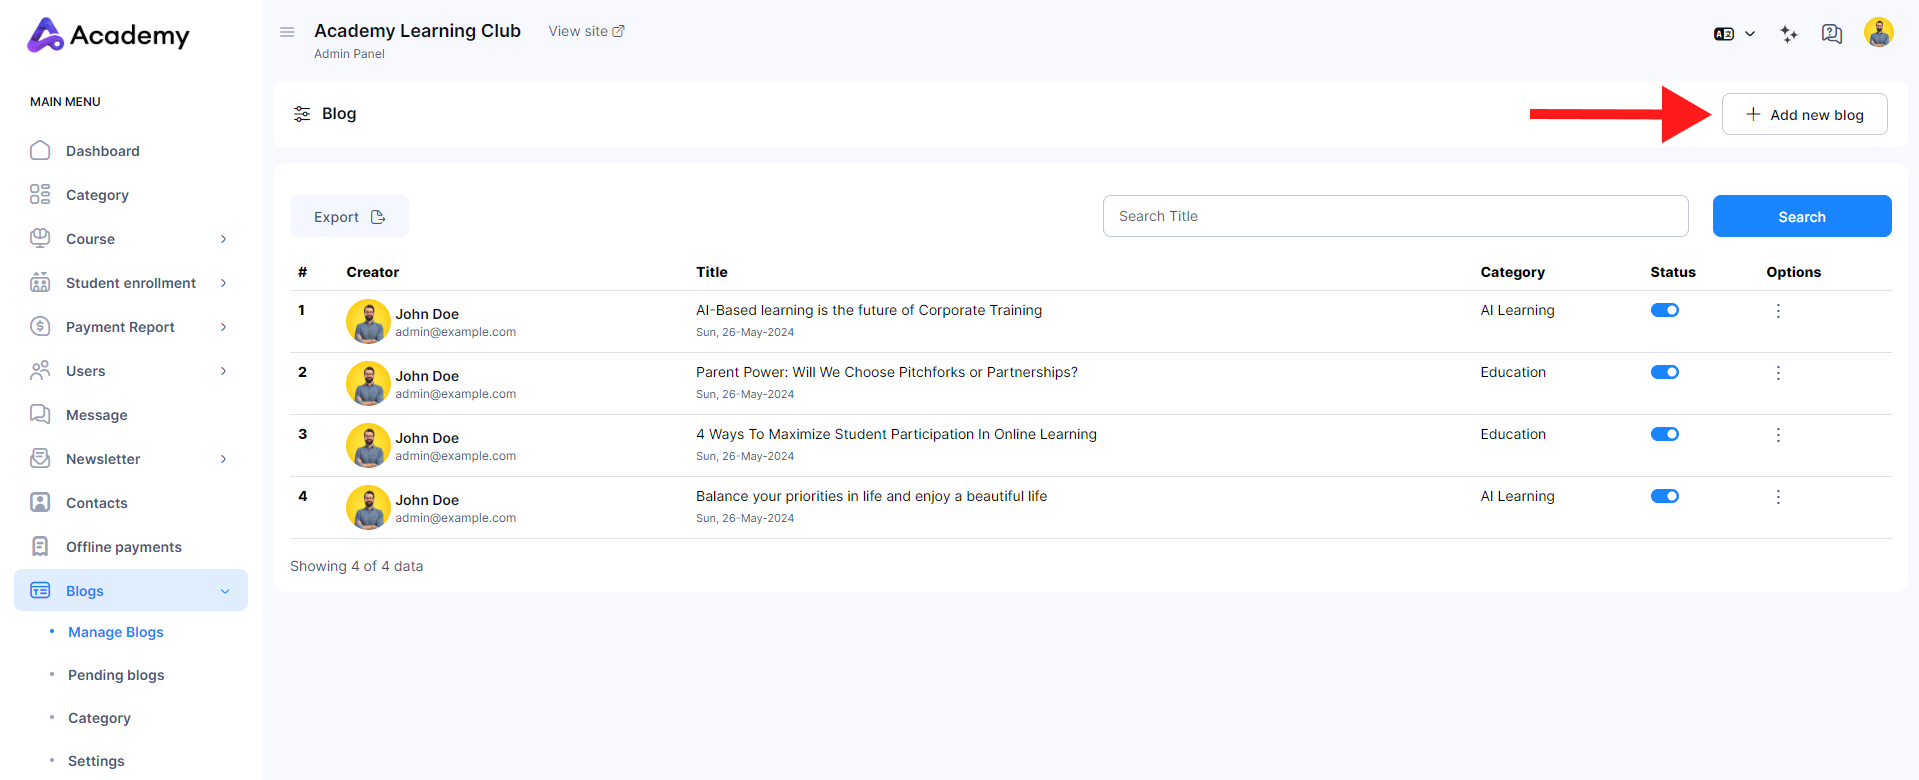 Academy
MAIN MENU
Dashboard
Category
Course
Student enrollment
Payment Report
Users
Message
Newsletter
Contacts
Offline payments
Blogs
Manage Blogs
Pending blogs
Category
Settings
Academy Learning Club
View site
Admin Panel
Blog
Add new blog
Export
Search Title
Search
# Creator Title Category Status Options
1 John Doe AI-Based learning is the future of Corporate Training AI Learning
admin@example.com Sun, 26-May-2024
2 John Doe Parent Power: Will We Choose Pitchforks or Partnerships? Education
admin@example.com Sun, 26-May-2024
3 John Doe 4 Ways To Maximize Student Participation In Online Learning Education
admin@example.com Sun, 26-May-2024
4 John Doe Balance your priorities in life and enjoy a beautiful life AI Learning
admin@example.com Sun, 26-May-2024
Showing 4 of 4 data